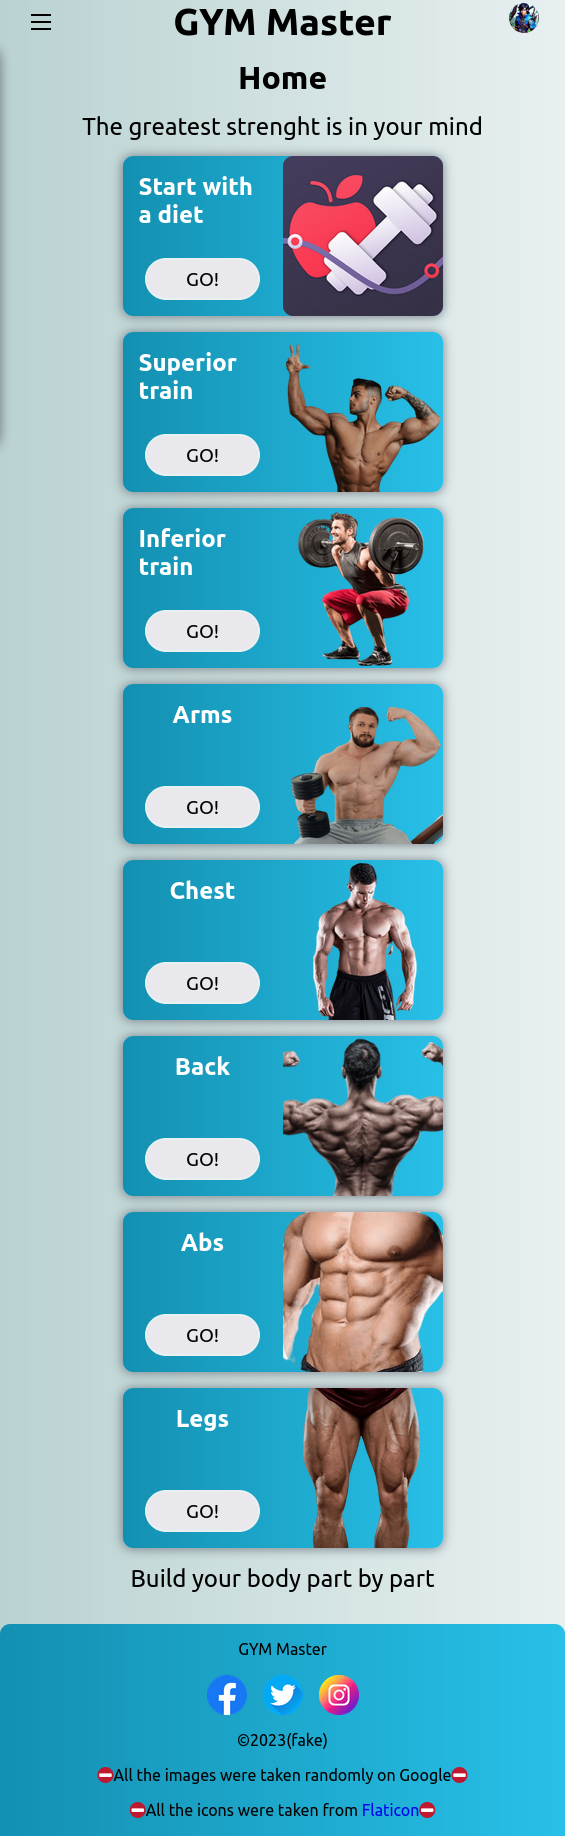 GYM Master
Home
The greatest strenght is in your mind
Start with
a diet
GO!
Superior
train
GO!
Inferior
train
GO!
Arms
GO!
Chest
GO!
Back
GO!
Abs
GO!
Legs
GO!
Build your body part by part
GYM Master
©2023(fake)
⛔All the images were taken randomly on Google⛔
⛔All the icons were taken from Flaticon⛔